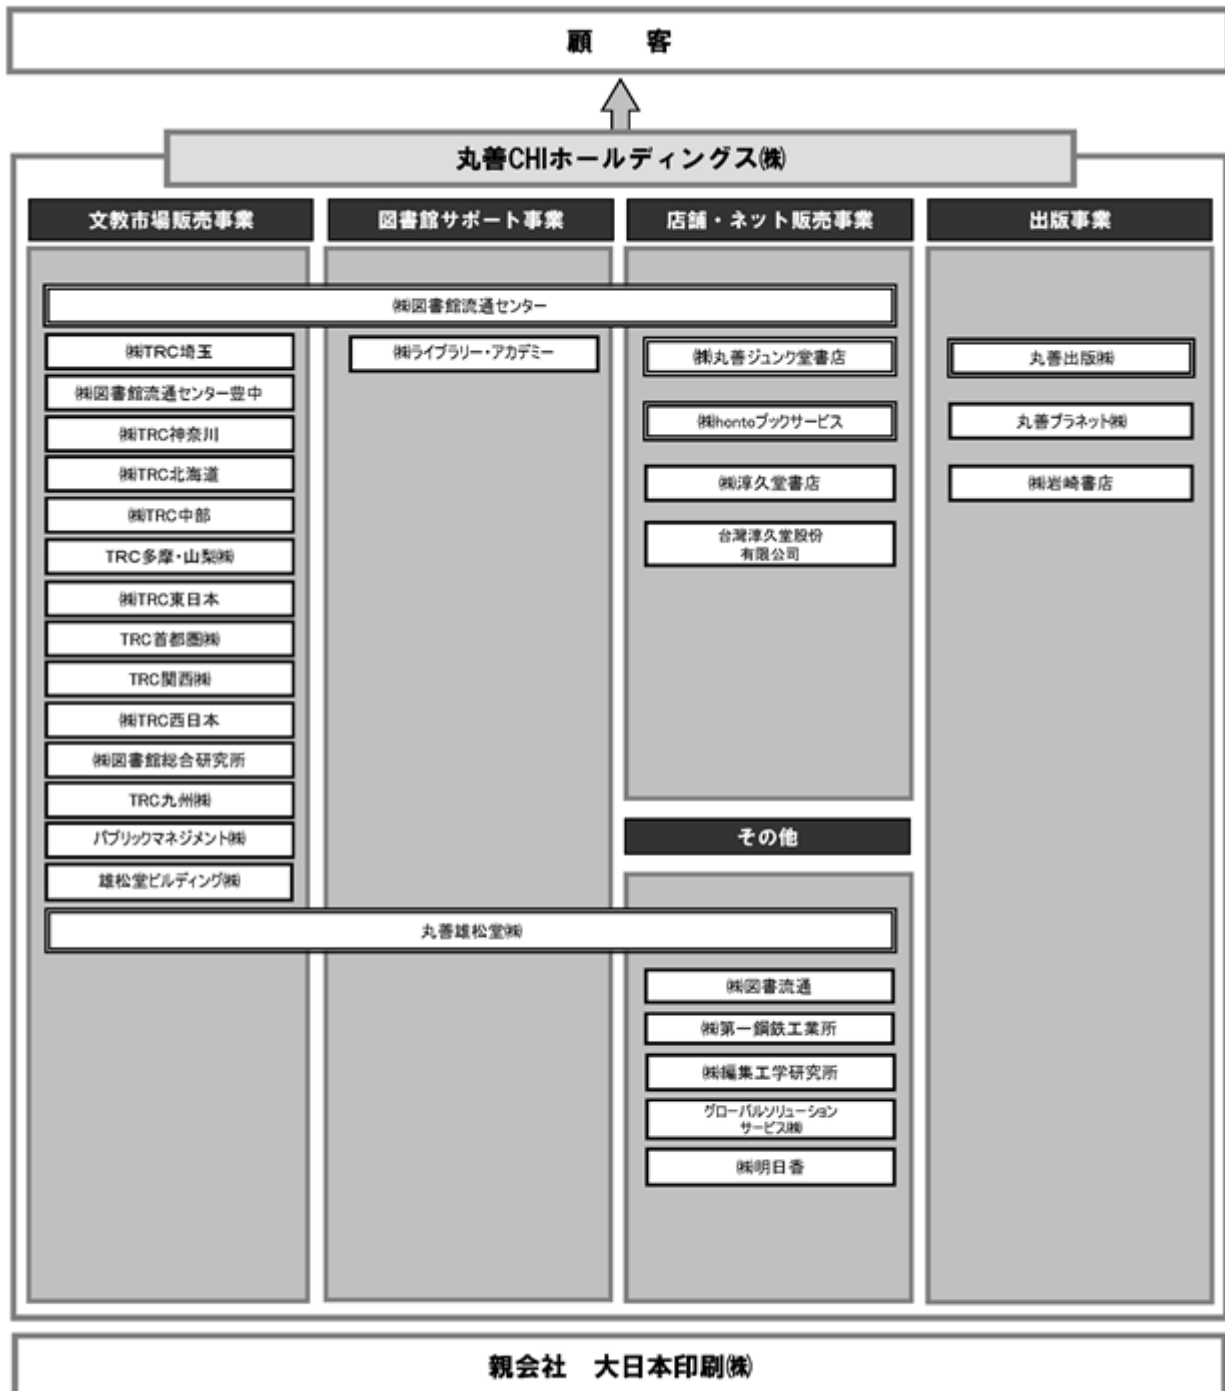 顧　客
丸善CHIホールディングス㈱
文教市場販売事業
図書館サポート事業
店舗・ネット販売事業
出版事業
㈱図書館流通センター
㈱TRC埼玉
㈱図書館流通センター豊中
㈱TRC神奈川
㈱TRC北海道
㈱TRC中部
TRC多摩・山梨㈱
㈱TRC東日本
TRC首都圏㈱
TRC関西㈱
㈱TRC西日本
㈱図書館総合研究所
TRC九州㈱
パブリックマネジメント㈱
雄松堂ビルディング㈱
㈱ライブラリー・アカデミー
㈱丸善ジュンク堂書店
㈱hontoブックサービス
㈱淳久堂書店
台灣淳久堂股份
有限公司
丸善出版㈱
丸善プラネット㈱
㈱岩崎書店
その他
丸善雄松堂㈱
㈱図書流通
㈱第一鋼鉄工業所
㈱編集工学研究所
グローバルソリューション
サービス㈱
㈱明日香
親会社　大日本印刷㈱